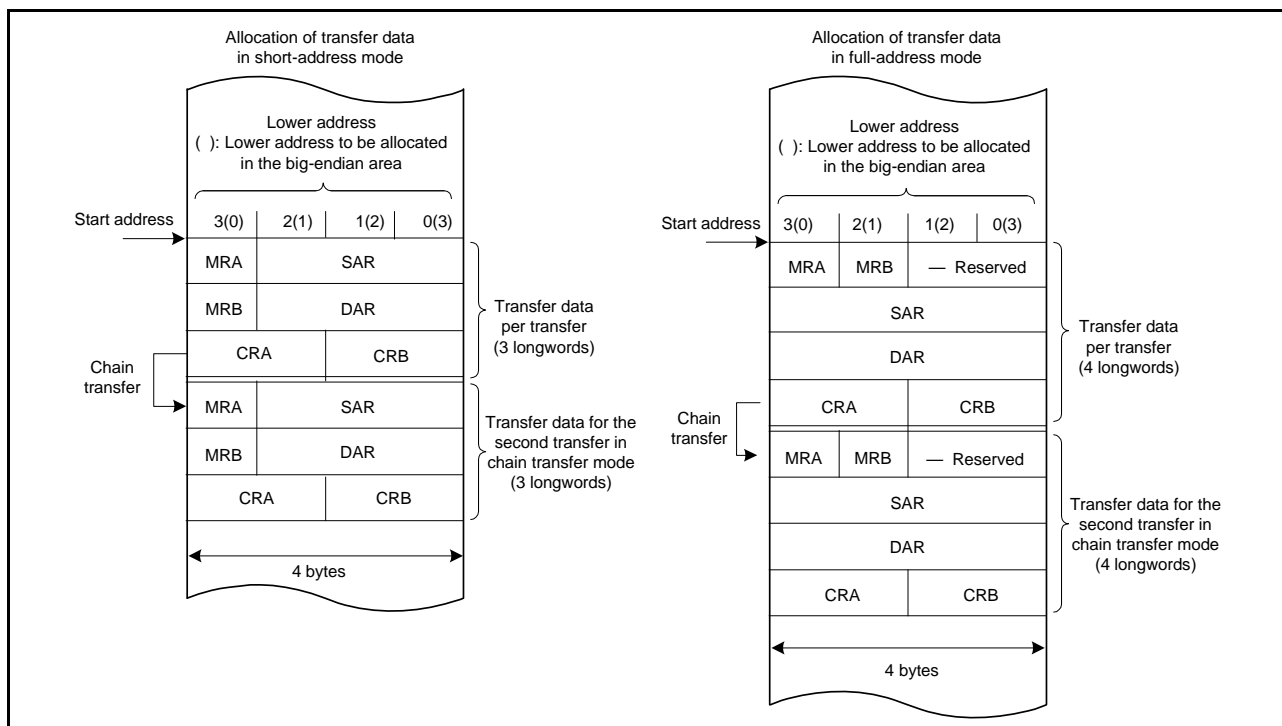 Allocation of transfer data
in short-address mode
Lower address
( ): Lower address to be allocated
in the big-endian area
Start address
3(0) 2(1) 1(2) 0(3)
MRA SAR
MRB DAR
CRA CRB
Transfer data
per transfer
(3 longwords)
Chain
transfer
MRA SAR
MRB DAR
CRA CRB
Transfer data for the
second transfer in
chain transfer mode
(3 longwords)
4 bytes
Allocation of transfer data
in full-address mode
Lower address
( ): Lower address to be allocated
in the big-endian area
Start address
3(0) 2(1) 1(2) 0(3)
MRA MRB — Reserved
SAR
DAR
CRA CRB
Transfer data
per transfer
(4 longwords)
Chain
transfer
MRA MRB — Reserved
SAR
DAR
CRA CRB
Transfer data for the
second transfer in
chain transfer mode
(4 longwords)
4 bytes